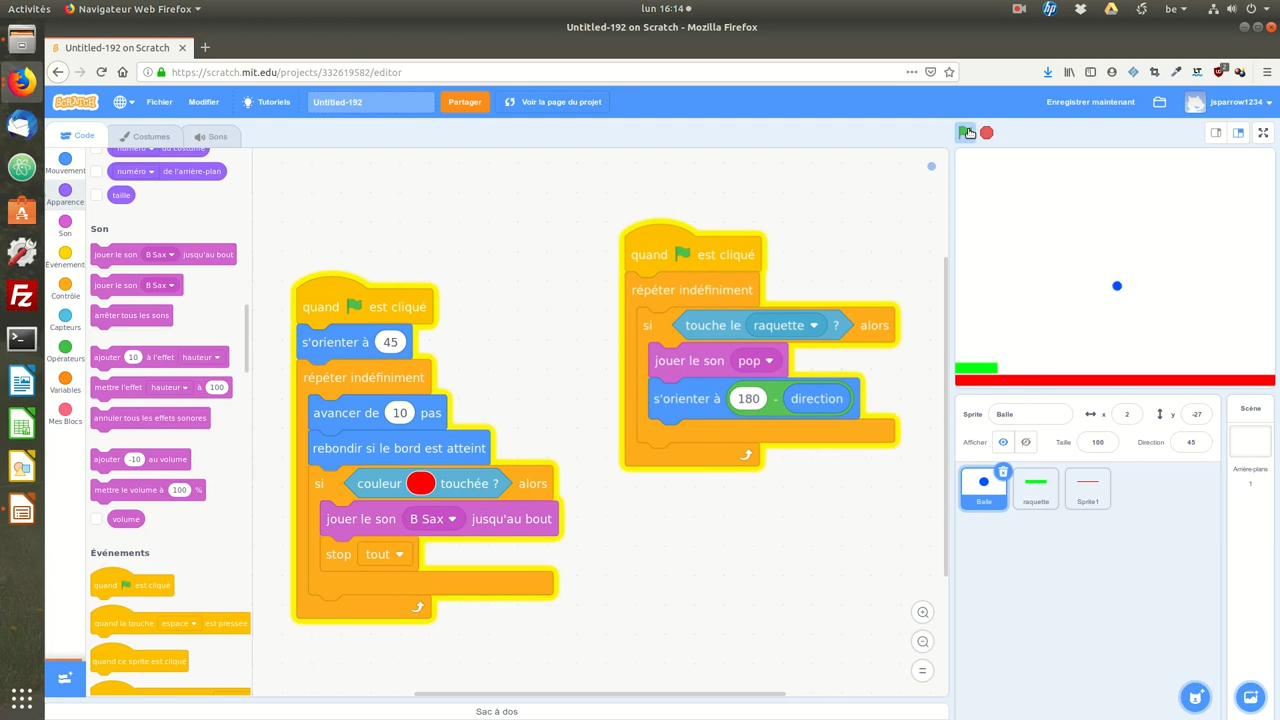 Activités
Navigateur Web Firefox
lun 16:14
be
Untitled-192 on Scratch - Mozilla Firefox
Untitled-192 on Scratch
https://scratch.mit.edu/projects/332619582/editor
SCRATCH
Fichier
Modifier
Tutoriels
Untitled-192
Partager
Voir la page du projet
Enregistrer maintenant
jsparrow1234
Code
Costumes
Sons
Mouvement
Apparence
Son
Événements
Contrôle
Capteurs
Opérateurs
Variables
Mes Blocs
numéro du costume
numéro de l'arrière-plan
taille
Son
jouer le son B Sax jusqu'au bout
jouer le son B Sax
arrêter tous les sons
ajouter 10 à l'effet hauteur
mettre l'effet hauteur à 100
annuler tous les effets sonores
ajouter -10 au volume
mettre le volume à 100 %
volume
Événements
quand est cliqué
quand la touche espace est pressée
quand ce sprite est cliqué
quand est cliqué
s'orienter à 45
répéter indéfiniment
avancer de 10 pas
rebondir si le bord est atteint
si couleur touchée ? alors
jouer le son B Sax jusqu'au bout
stop tout
quand est cliqué
répéter indéfiniment
si touche le raquette ? alors
jouer le son pop
s'orienter à 180 - direction
Sprite Balle x 2 y -27
Afficher Taille 100 Direction 45
Balle
raquette
Sprite1
Scène
Arrière-plans
1
Sac à dos